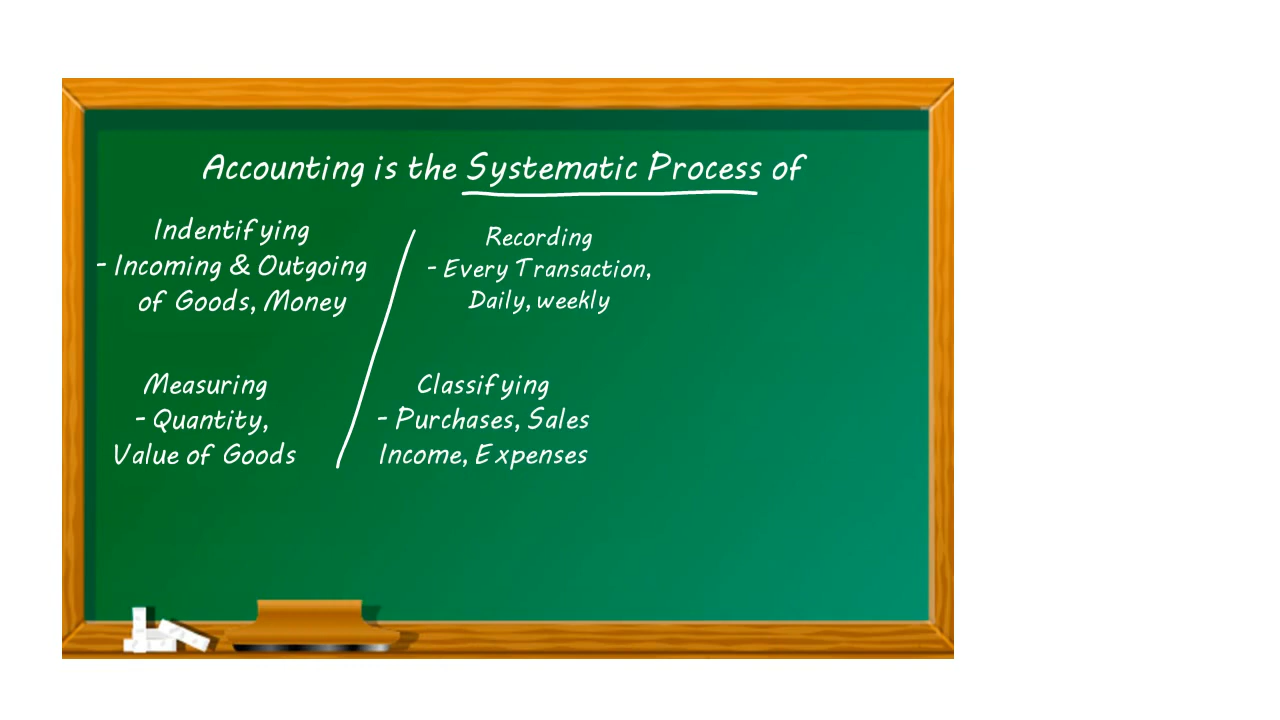 Accounting is the Systematic Process of
Indentifying
- Incoming & Outgoing
of Goods, Money
Recording
- Every Transaction,
Daily, weekly
Measuring
- Quantity,
Value of Goods
Classifying
- Purchases, Sales
Income, Expenses